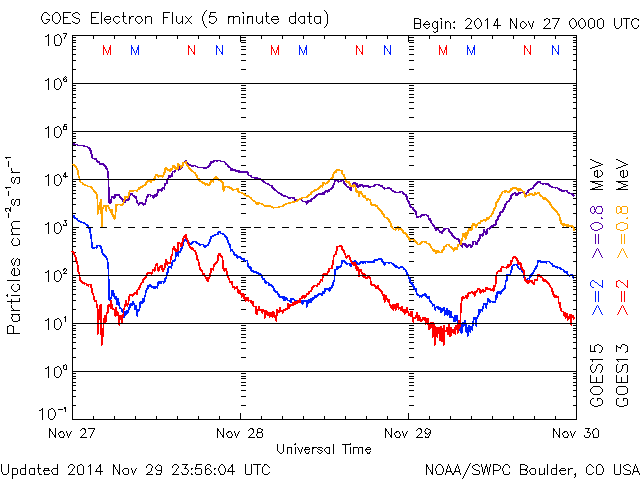 GOES Electron Flux (5 minute data)
Begin: 2014 Nov 27 0000 UTC
M M N N M M N N M M N N
10⁷
10⁶
10⁵
10⁴
10³
10²
10¹
10⁰
10⁻¹
Particles cm⁻²s⁻¹sr⁻¹
GOES15 >=2 >=0.8 MeV
GOES13 >=2 >=0.8 MeV
Nov 27 Nov 28 Nov 29 Nov 30
Universal Time
Updated 2014 Nov 29 23:56:04 UTC
NOAA/SWPC Boulder, CO USA